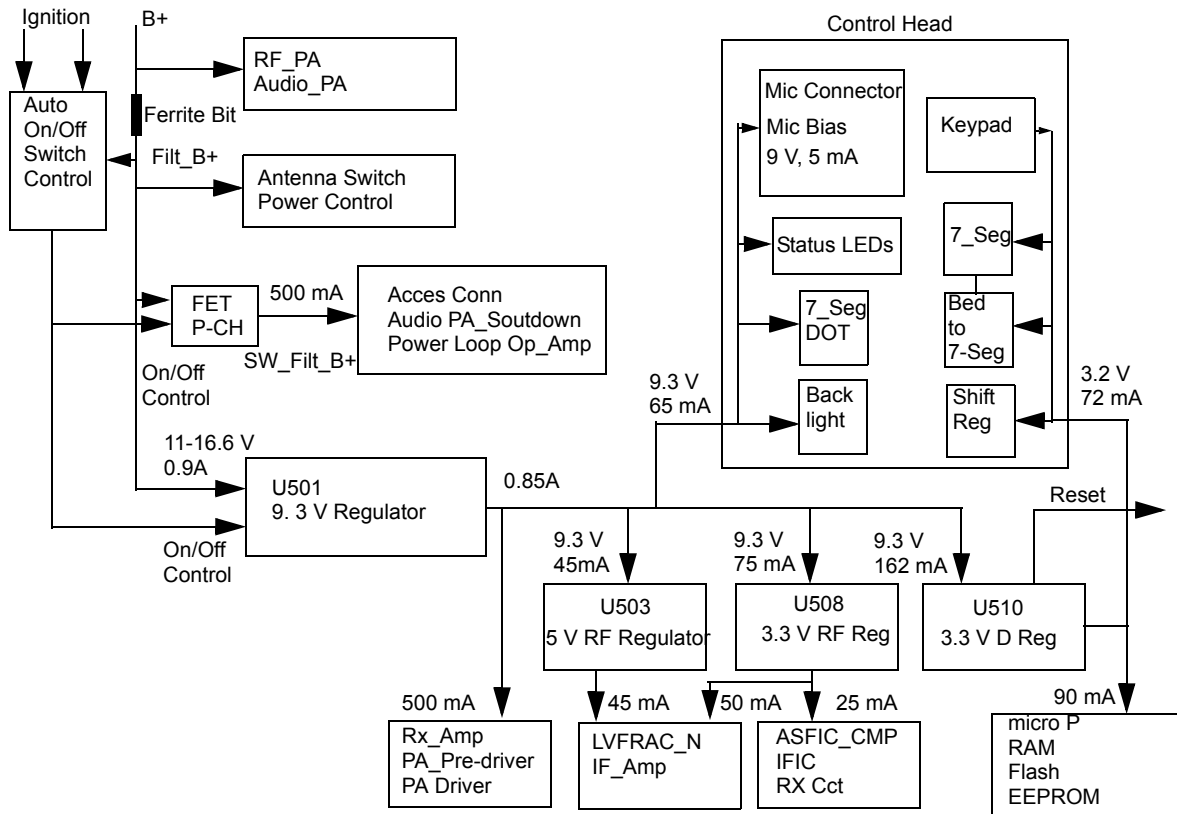 Ignition
B+
Control Head
RF_PA
Audio_PA
Auto
On/Off
Switch
Control
Ferrite Bit
Filt_B+
Antenna Switch
Power Control
Mic Connector
Mic Bias
9 V, 5 mA
Keypad
Status LEDs
7_Seg
FET
P-CH
500 mA
SW_Filt_B+
Acces Conn
Audio PA_Soutdown
Power Loop Op_Amp
7_Seg
DOT
Bed
to
7-Seg
On/Off
Control
9.3 V
65 mA
Back
light
Shift
Reg
3.2 V
72 mA
11-16.6 V
0.9A
U501
9. 3 V Regulator
0.85A
Reset
On/Off
Control
9.3 V
45mA
9.3 V
75 mA
9.3 V
162 mA
U503
5 V RF Regulator
U508
3.3 V RF Reg
U510
3.3 V D Reg
500 mA
45 mA
50 mA
25 mA
90 mA
Rx_Amp
PA_Pre-driver
PA Driver
LVFRAC_N
IF_Amp
ASFIC_CMP
IFIC
RX Cct
micro P
RAM
Flash
EEPROM